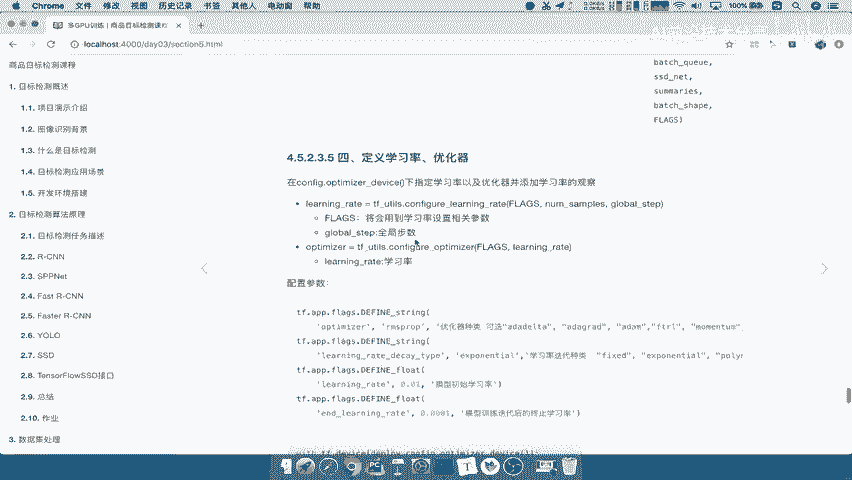 Chrome 文件 修改 视图 历史记录 书签 其他人 电动窗 帮助
100%
多GPU训练 | 商品目标检测课程
localhost:4000/day03/section5.html
商品目标检测课程
1. 目标检测概述
1.1. 项目演示介绍
1.2. 图像识别背景
1.3. 什么是目标检测
1.4. 目标检测应用场景
1.5. 开发环境搭建
2. 目标检测算法原理
2.1. 目标检测任务描述
2.2. R-CNN
2.3. SPPNet
2.4. Fast R-CNN
2.5. Faster R-CNN
2.6. YOLO
2.7. SSD
2.8. TensorFlowSSD接口
2.9. 总结
2.10. 作业
3. 数据集处理
batch_queue,
ssd_net,
summaries,
batch_shape,
FLAGS)
4.5.2.3.5 四、定义学习率、优化器
在config.optimizer_device()下指定学习率以及优化器并添加学习率的观察
learning_rate = tf_utils.configure_learning_rate(FLAGS, num_samples, global_step)
FLAGS：将会用到学习率设置相关参数
global_step:全局步数
optimizer = tf_utils.configure_optimizer(FLAGS, learning_rate)
learning_rate:学习率
配置参数：
tf.app.flags.DEFINE_string(
'optimizer', 'rmsprop', '优化器种类 可选"adadelta", "adagrad", "adam","ftrl", "momentum",
tf.app.flags.DEFINE_string(
'learning_rate_decay_type', 'exponential','学习率迭代种类 "fixed", "exponential", "polyn
tf.app.flags.DEFINE_float(
'learning_rate', 0.01, '模型初始学习率')
tf.app.flags.DEFINE_float(
'end_learning_rate', 0.0001, '模型训练迭代后的终止学习率')
with tf.device(deploy_config.optimizer_device()):